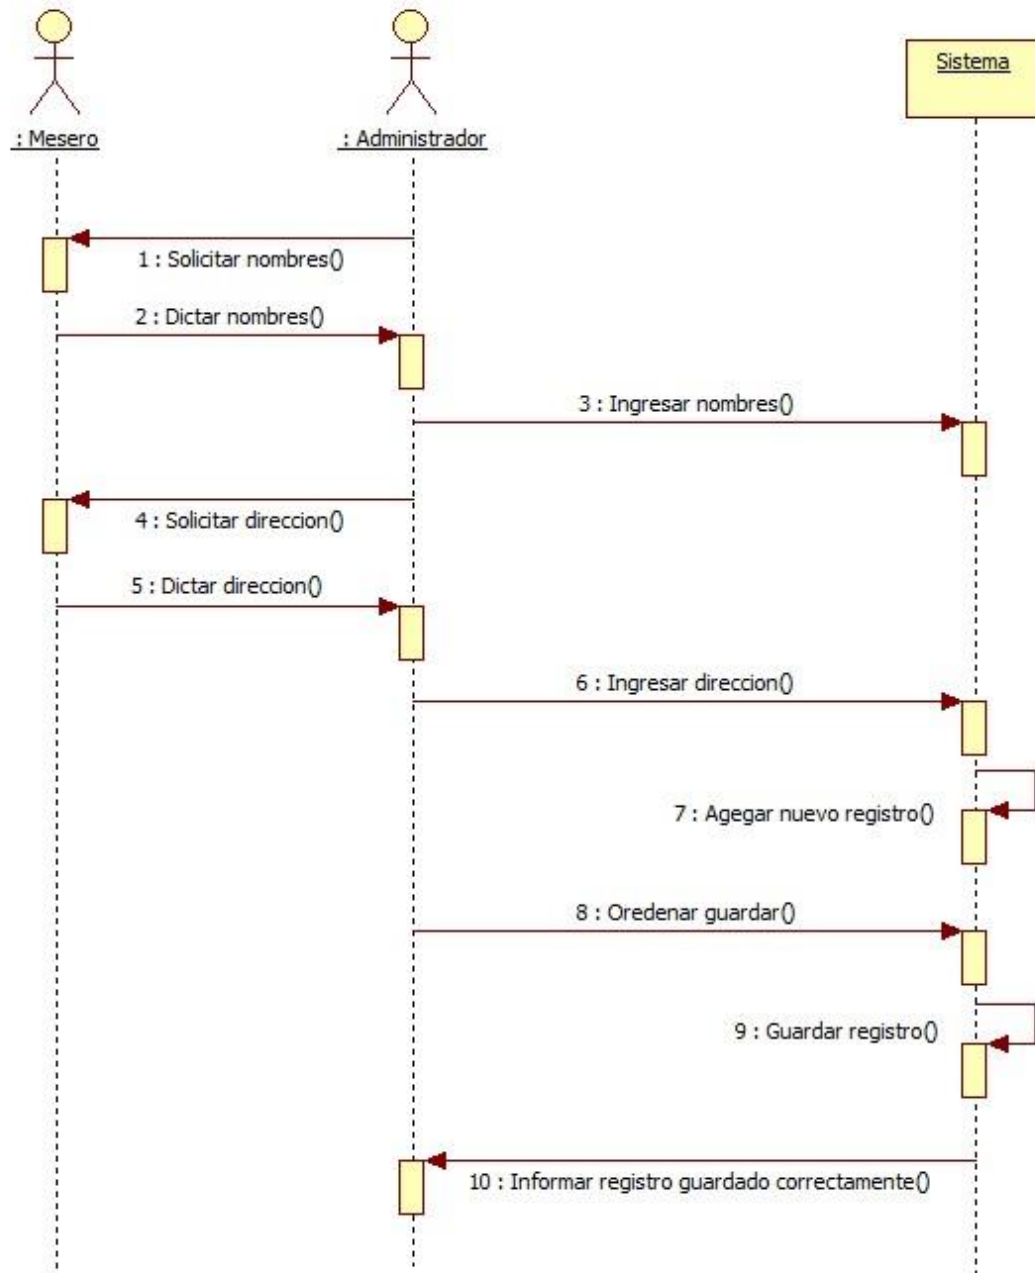 Sistema
: Mesero
: Administrador
1 : Solicitar nombres()
2 : Dictar nombres()
3 : Ingresar nombres()
4 : Solicitar direccion()
5 : Dictar direccion()
6 : Ingresar direccion()
7 : Agegar nuevo registro()
8 : Oredenar guardar()
9 : Guardar registro()
10 : Informar registro guardado correctamente()